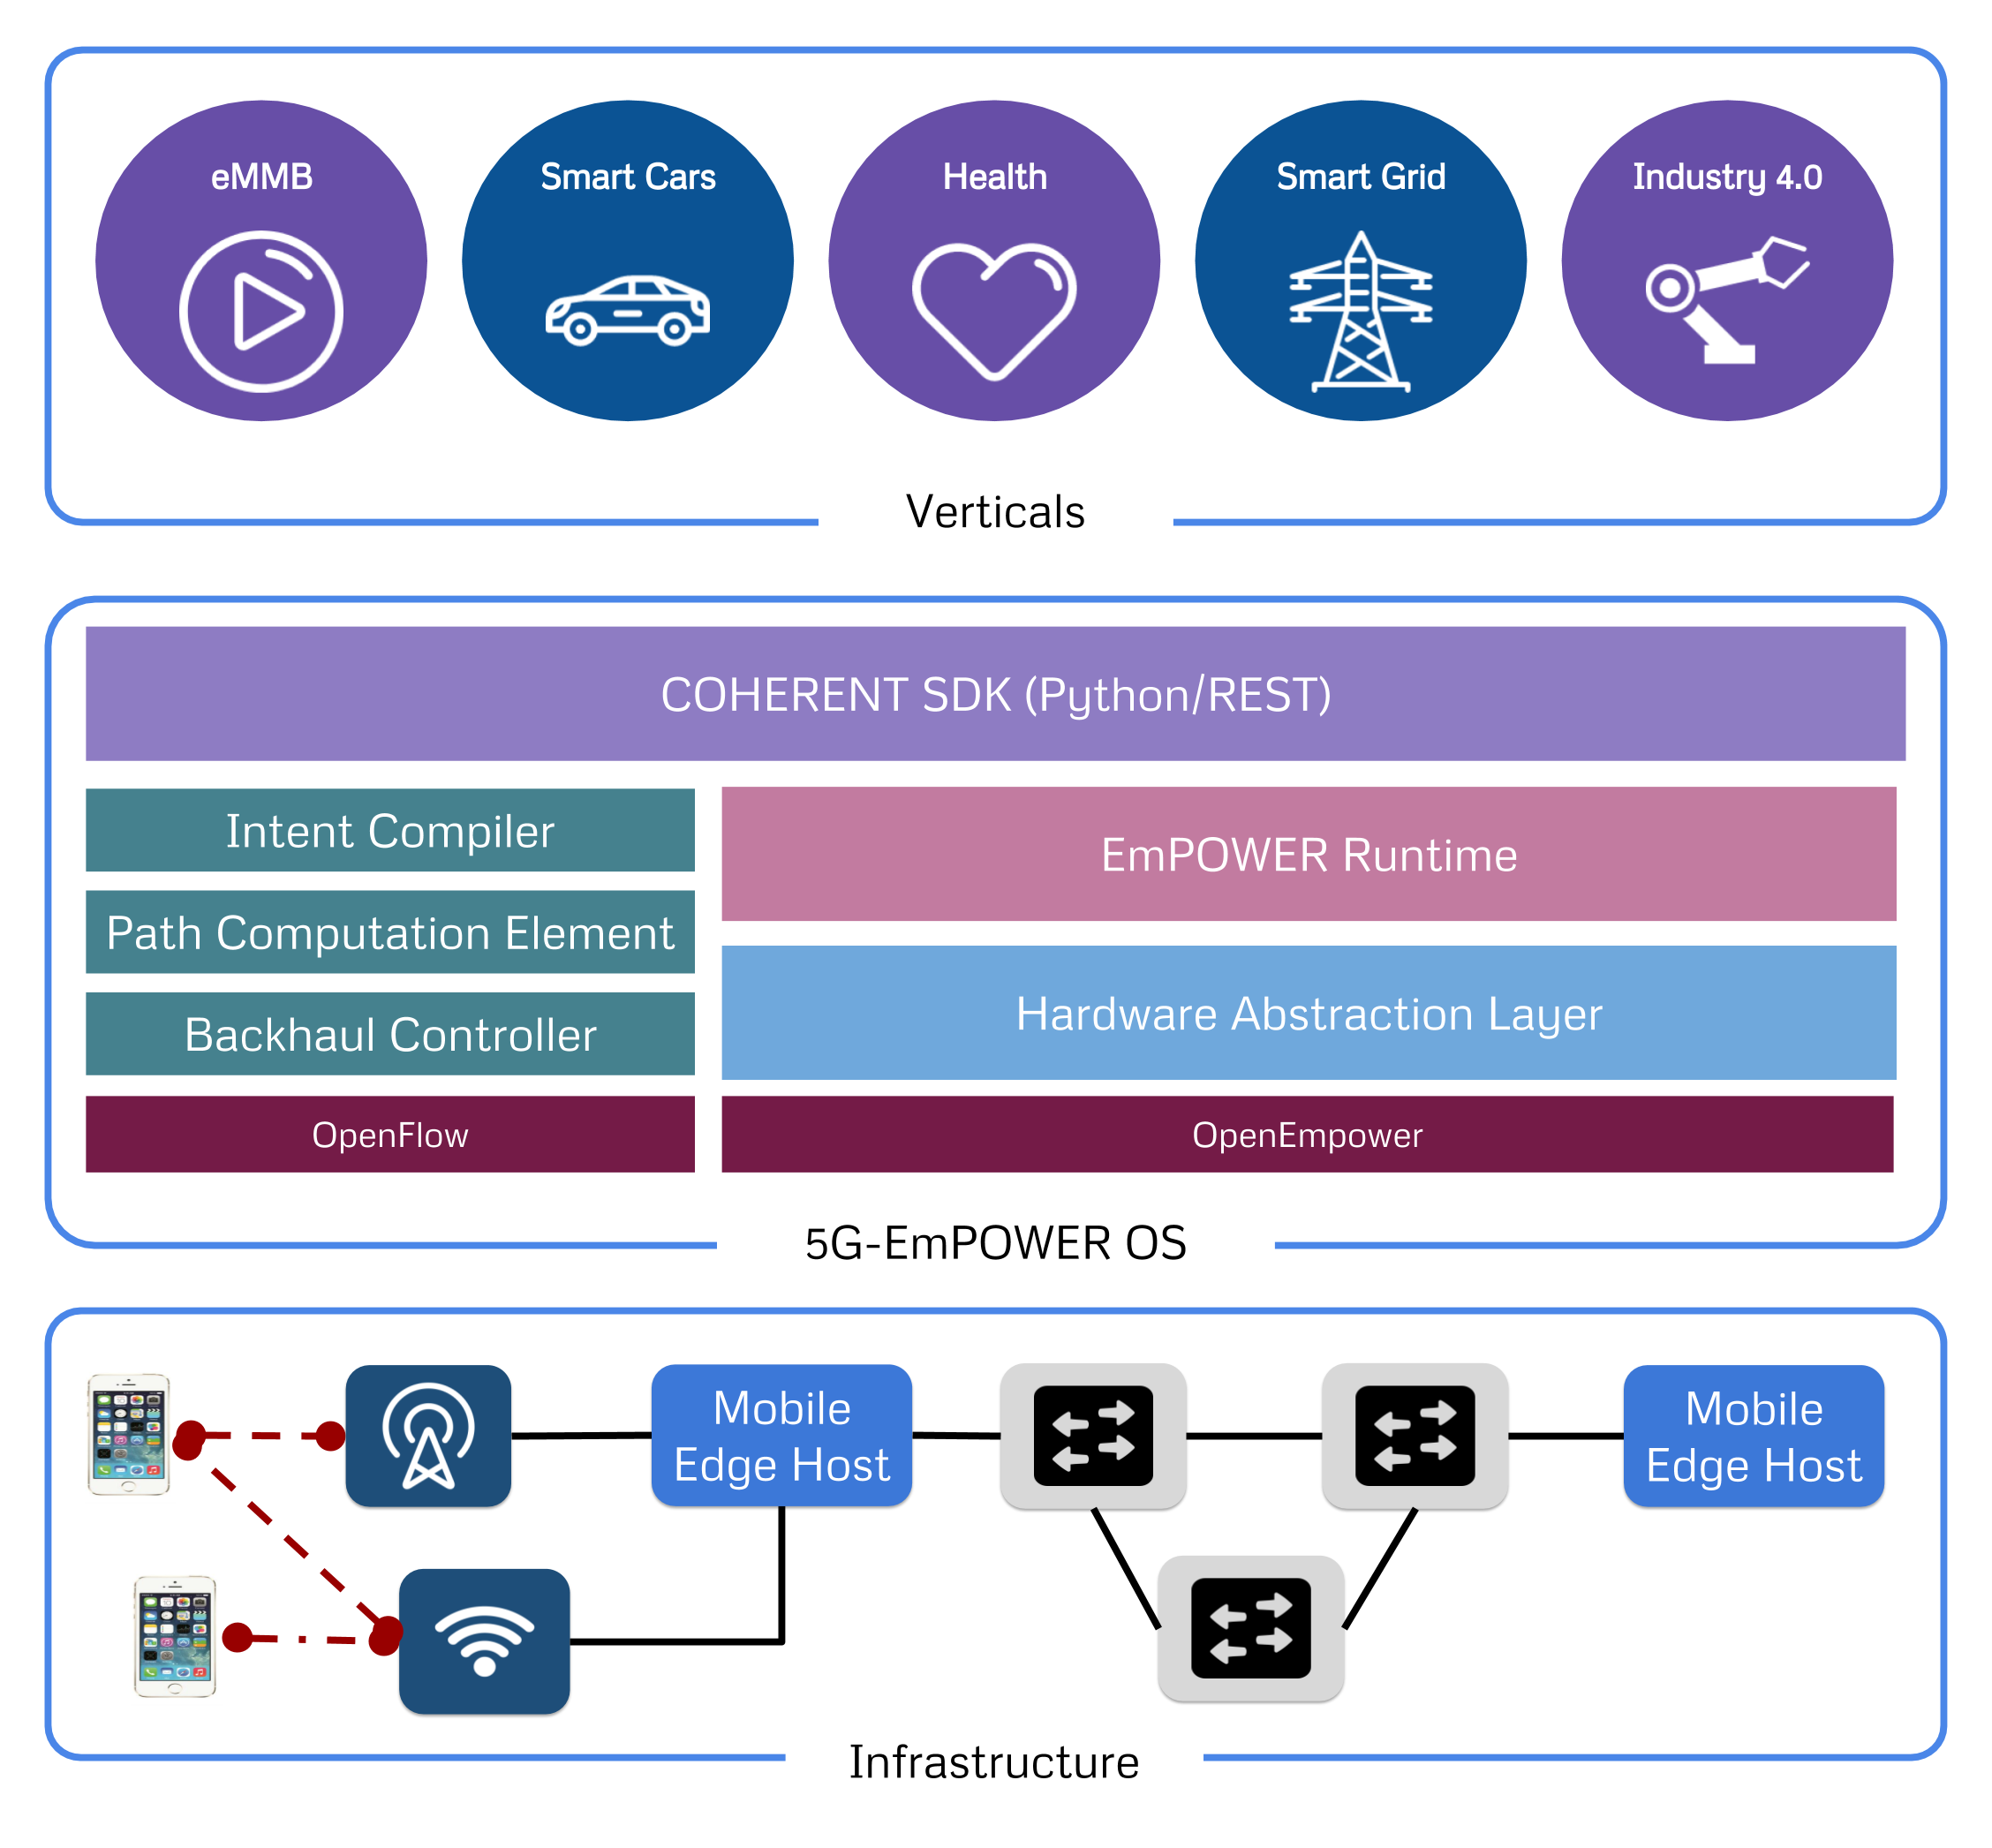 eMMB
Smart Cars
Health
Smart Grid
Industry 4.0
Verticals
COHERENT SDK (Python/REST)
Intent Compiler
EmPOWER Runtime
Path Computation Element
Hardware Abstraction Layer
Backhaul Controller
OpenFlow
OpenEmpower
5G-EmPOWER OS
Mobile
Edge Host
Mobile
Edge Host
Infrastructure